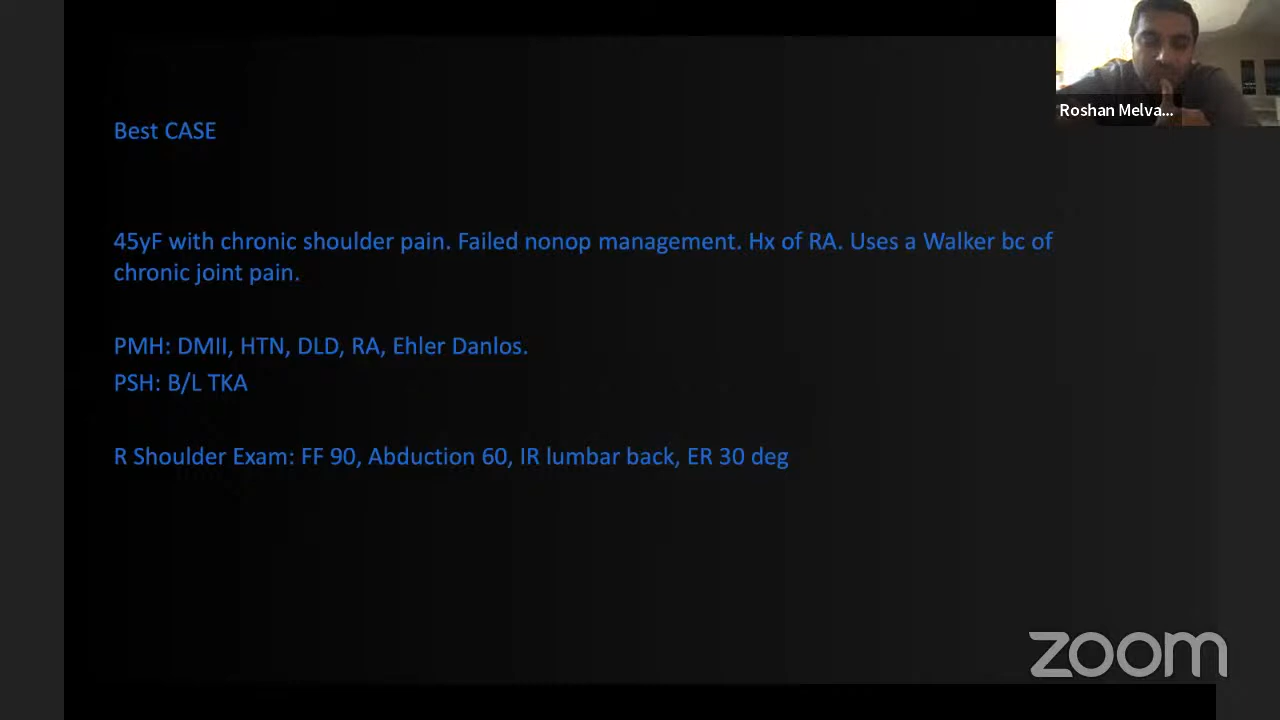 Roshan Melva...
Best CASE
45yF with chronic shoulder pain. Failed nonop management. Hx of RA. Uses a Walker bc of
chronic joint pain.
PMH: DMII, HTN, DLD, RA, Ehler Danlos.
PSH: B/L TKA
R Shoulder Exam: FF 90, Abduction 60, IR lumbar back, ER 30 deg
zoom